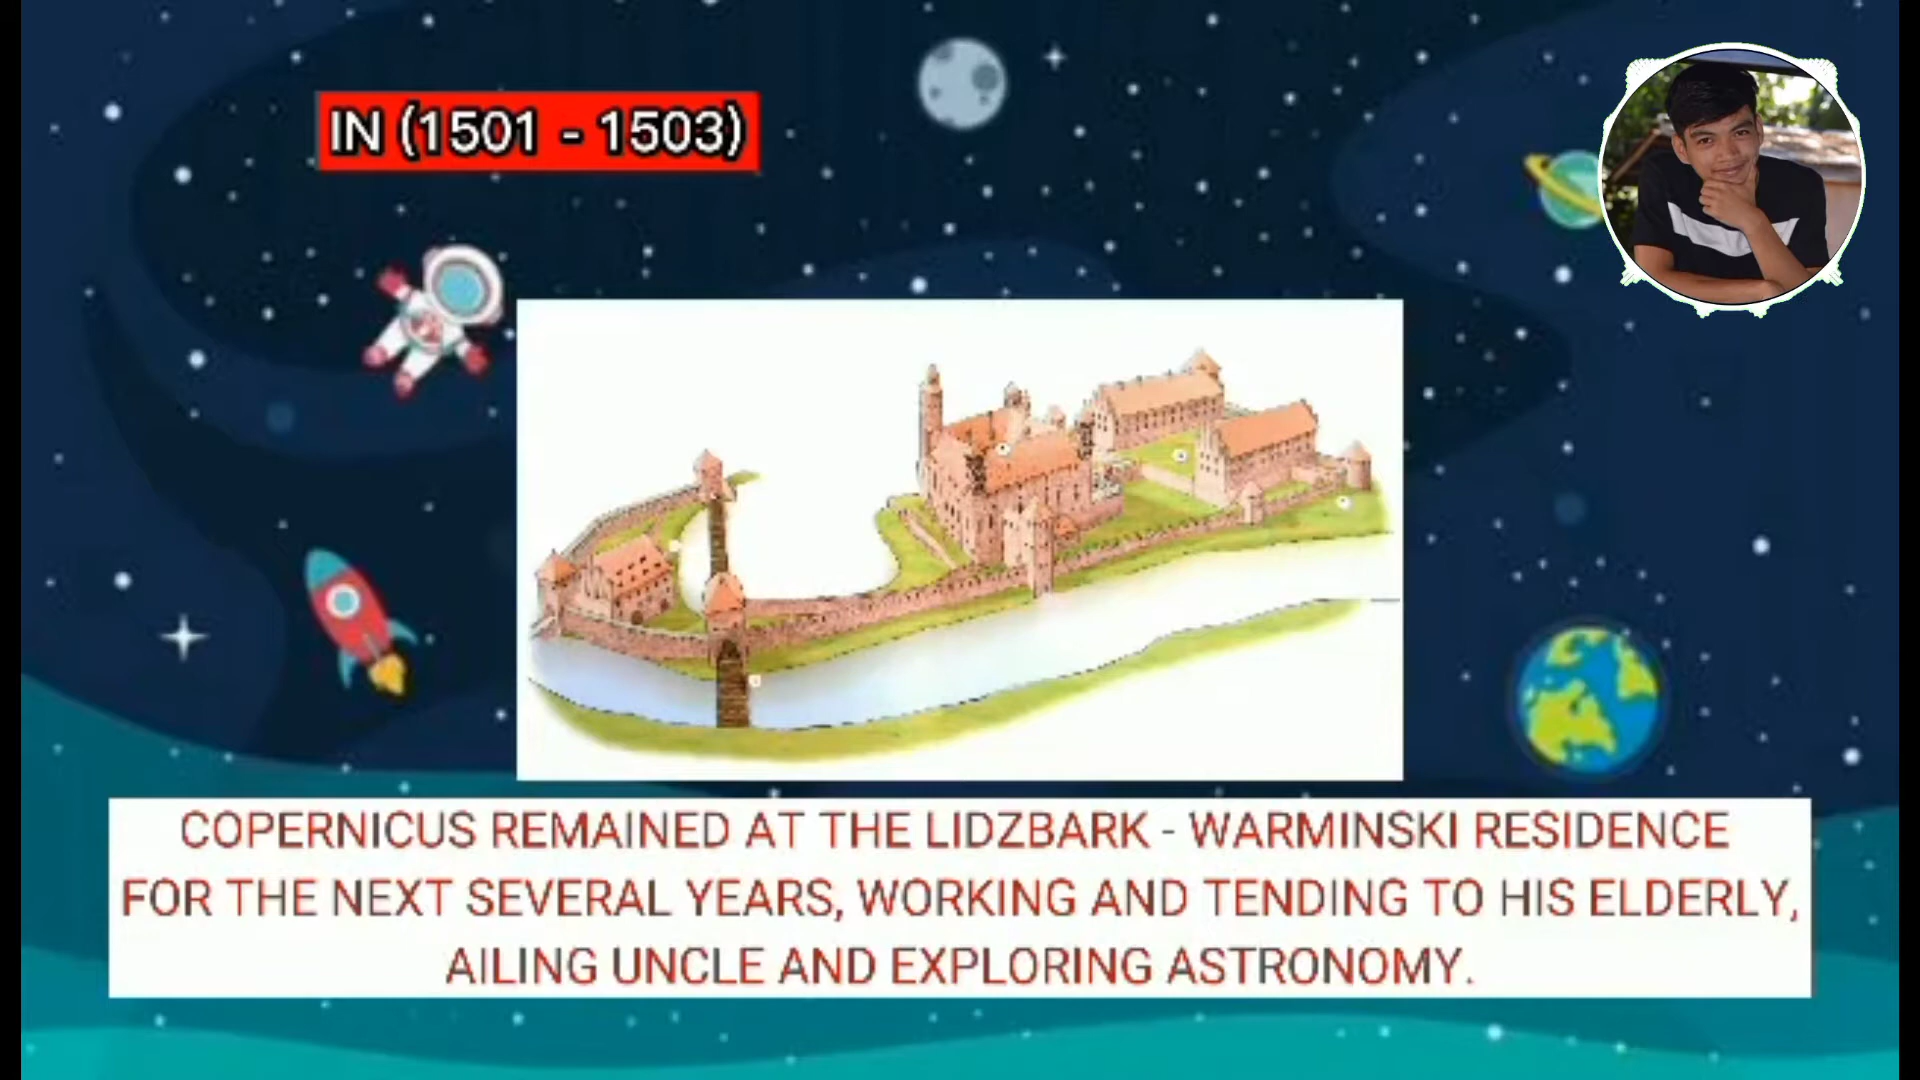 IN (1501 - 1503)
COPERNICUS REMAINED AT THE LIDZBARK - WARMINSKI RESIDENCE
FOR THE NEXT SEVERAL YEARS, WORKING AND TENDING TO HIS ELDERLY,
AILING UNCLE AND EXPLORING ASTRONOMY.